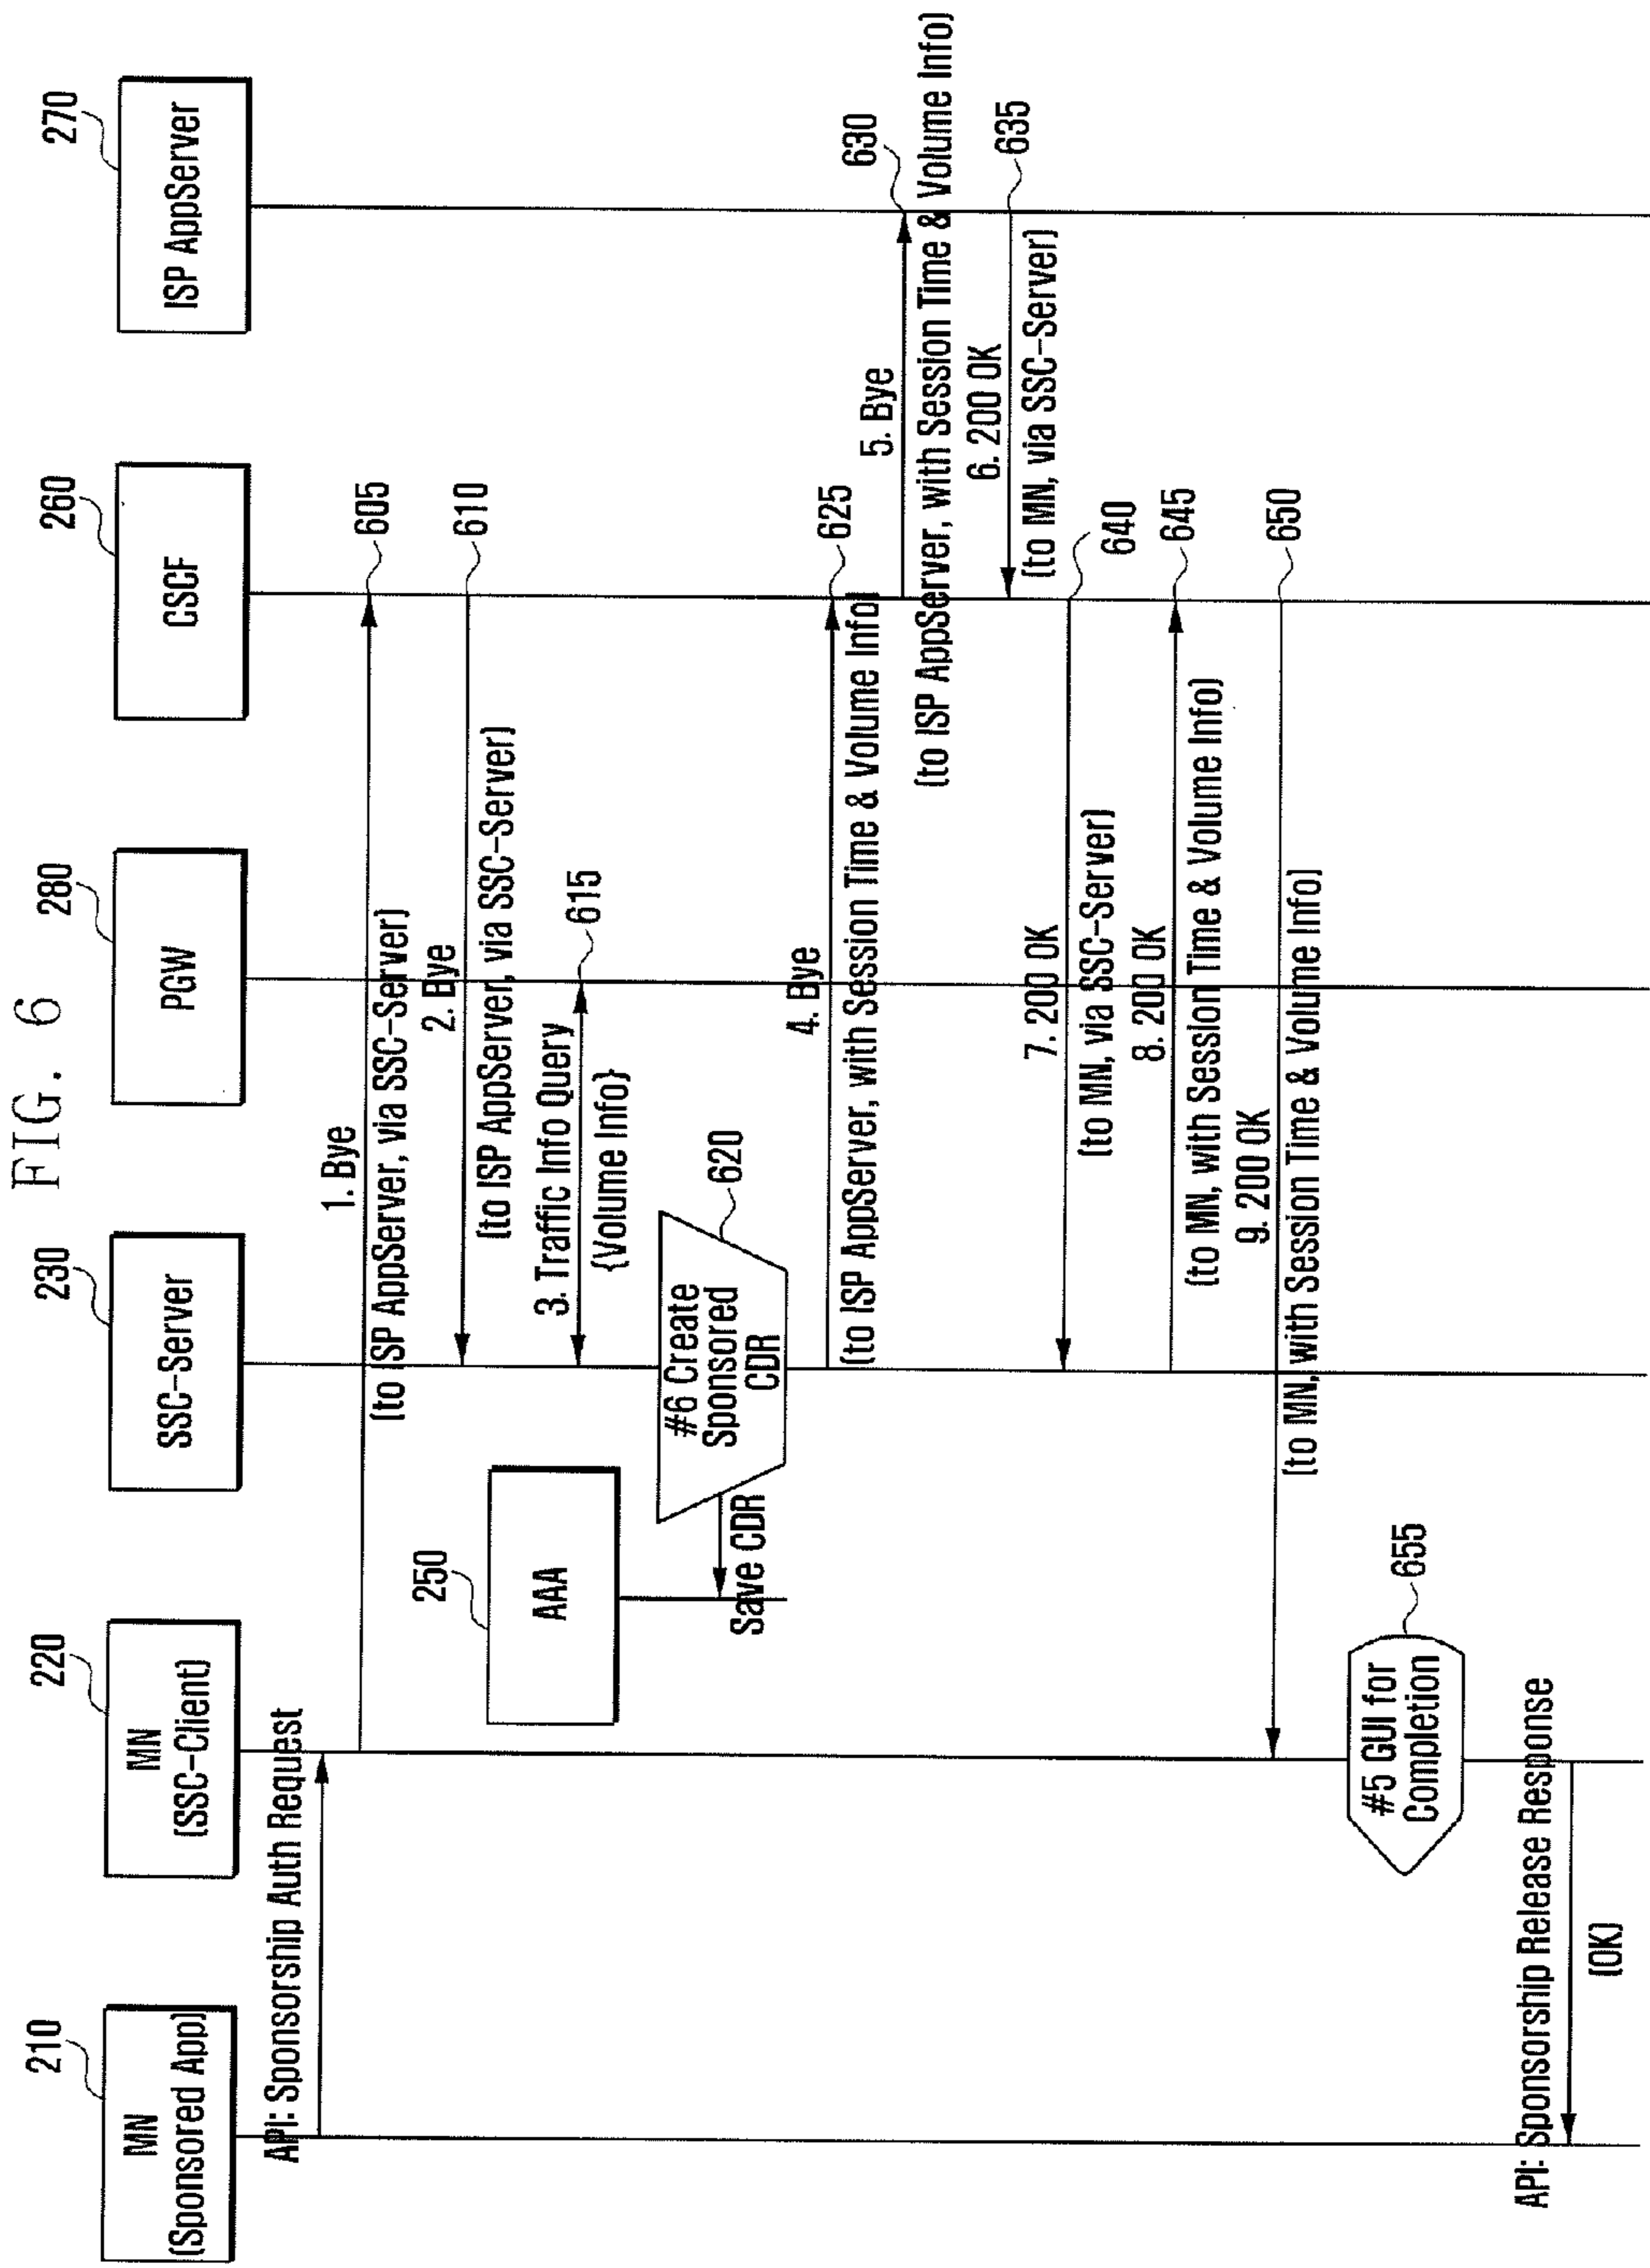 FIG. 6
210
220
230
280
260
270
MN
(Sponsored App)
MN
(SSC-Client)
SSC-Server
PGW
CSCF
ISP AppServer
API: Sponsorship Auth Request
1. Bye
605
(to ISP AppServer, via SSC-Server)
2. Bye
610
(to ISP AppServer, via SSC-Server)
250
AAA
3. Traffic Info Query
615
{Volume Info}
#6 Create
Sponsored
CDR
620
Save CDR
4. Bye
625
(to ISP AppServer, with Session Time & Volume Info)
5. Bye
630
(to ISP AppServer, with Session Time & Volume Info)
6. 200 OK
635
(to MN, via SSC-Server)
7. 200 OK
640
(to MN, via SSC-Server)
8. 200 OK
645
(to MN, with Session Time & Volume Info)
9. 200 OK
650
(to MN, with Session Time & Volume Info)
#5 GUI for
Completion
655
API: Sponsorship Release Response
(OK)